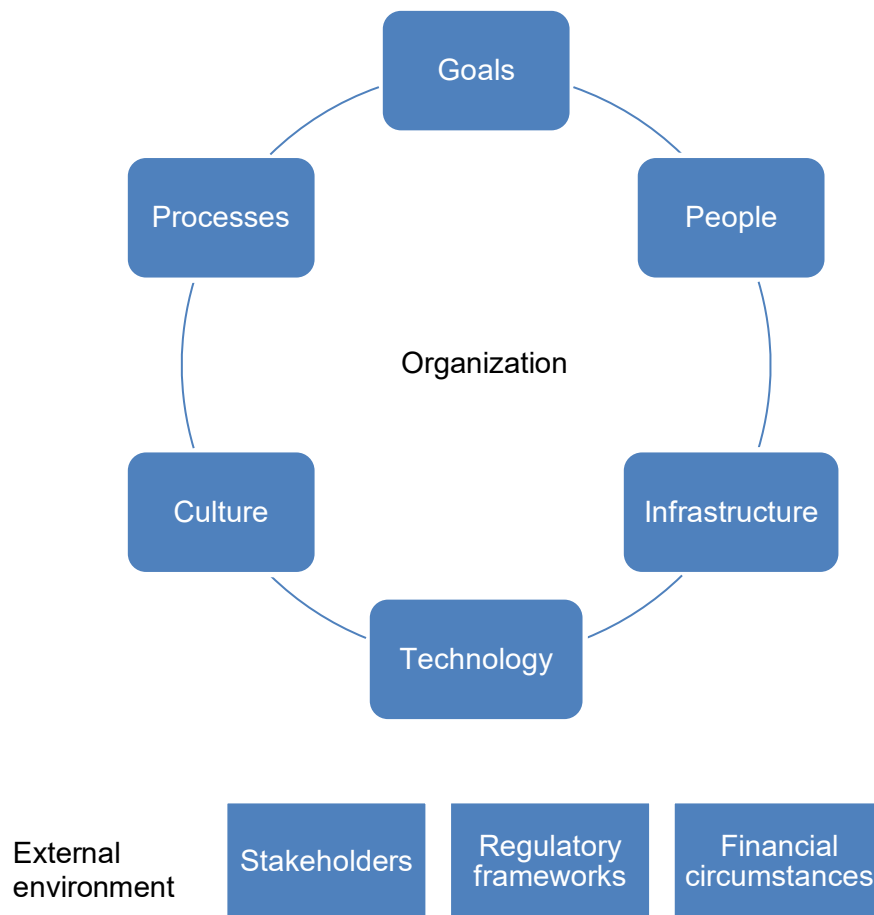 Goals
Processes
People
Organization
Culture
Infrastructure
Technology
External
environment
Stakeholders
Regulatory
frameworks
Financial
circumstances